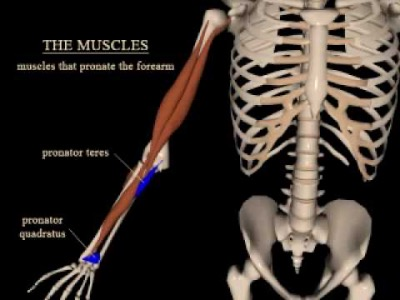 THE MUSCLES
muscles that pronate the forearm
pronator teres
pronator
quadratus